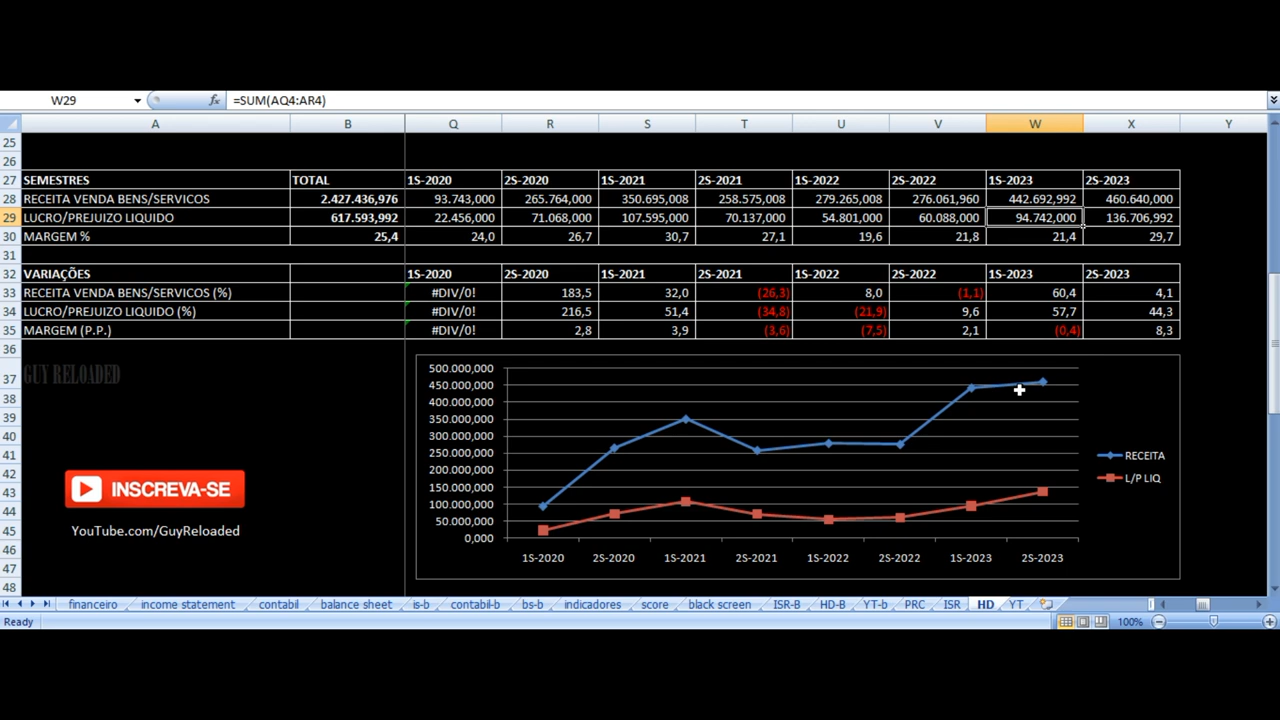 W29 fx =SUM(AQ4:AR4)
A B Q R S T U V W X Y
25
26
27 SEMESTRES TOTAL 1S-2020 2S-2020 1S-2021 2S-2021 1S-2022 2S-2022 1S-2023 2S-2023
28 RECEITA VENDA BENS/SERVICOS 2.427.436,976 93.743,000 265.764,000 350.695,008 258.575,008 279.265,008 276.061,960 442.692,992 460.640,000
29 LUCRO/PREJUIZO LIQUIDO 617.593,992 22.456,000 71.068,000 107.595,000 70.137,000 54.801,000 60.088,000 94.742,000 136.706,992
30 MARGEM % 25,4 24,0 26,7 30,7 27,1 19,6 21,8 21,4 29,7
31
32 VARIAÇÕES 1S-2020 2S-2020 1S-2021 2S-2021 1S-2022 2S-2022 1S-2023 2S-2023
33 RECEITA VENDA BENS/SERVICOS (%) #DIV/0! 183,5 32,0 (26,3) 8,0 (1,1) 60,4 4,1
34 LUCRO/PREJUIZO LIQUIDO (%) #DIV/0! 216,5 51,4 (34,8) (21,9) 9,6 57,7 44,3
35 MARGEM (P.P.) #DIV/0! 2,8 3,9 (3,6) (7,5) 2,1 (0,4) 8,3
36
37 GUY RELOADED
38
39
40
41
42
43
44
45
46
47
48
INSCREVA-SE
YouTube.com/GuyReloaded
500.000,000
450.000,000
400.000,000
350.000,000
300.000,000
250.000,000
200.000,000
150.000,000
100.000,000
50.000,000
0,000
1S-2020 2S-2020 1S-2021 2S-2021 1S-2022 2S-2022 1S-2023 2S-2023
RECEITA
L/P LIQ
financeiro income statement contabil balance sheet is-b contabil-b bs-b indicadores score black screen ISR-B HD-B YT-b PRC ISR HD YT
Ready 100%